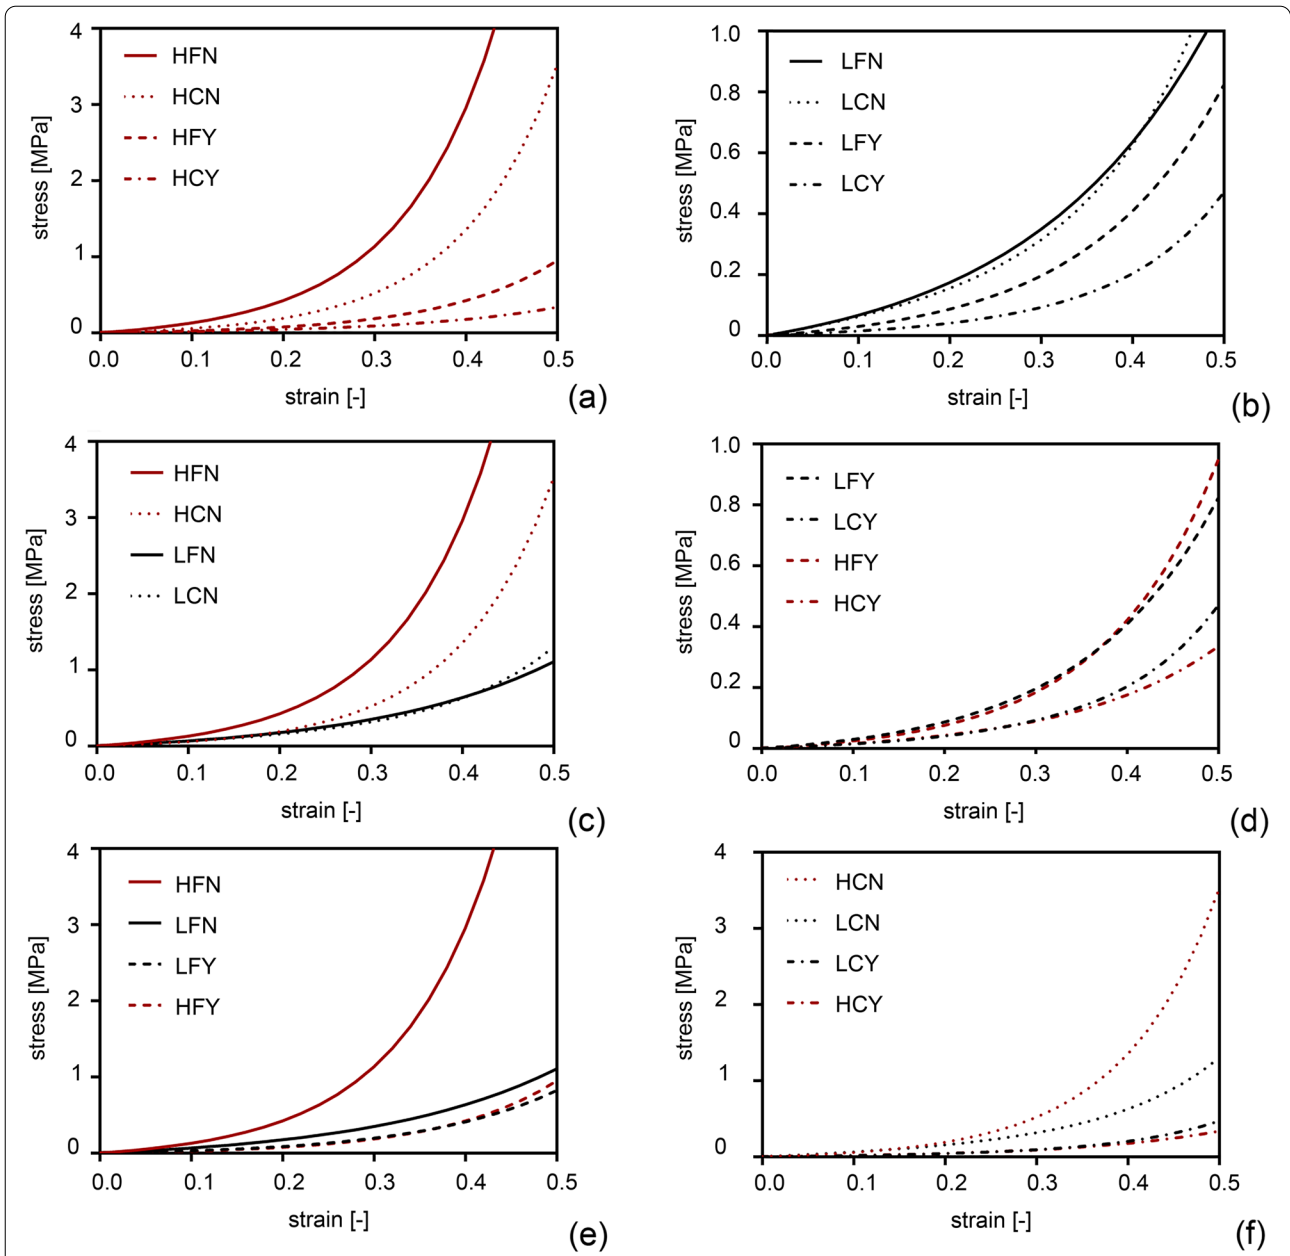 4
3
2
1
0
stress [MPa]
HFN
HCN
HFY
HCY
0.0 0.1 0.2 0.3 0.4 0.5
strain [-]
(a)
1.0
0.8
0.6
0.4
0.2
0
stress [MPa]
LFN
LCN
LFY
LCY
0.0 0.1 0.2 0.3 0.4 0.5
strain [-]
(b)
4
3
2
1
0
stress [MPa]
HFN
HCN
LFN
LCN
0.0 0.1 0.2 0.3 0.4 0.5
strain [-]
(c)
1.0
0.8
0.6
0.4
0.2
0
stress [MPa]
LFY
LCY
HFY
HCY
0.0 0.1 0.2 0.3 0.4 0.5
strain [-]
(d)
4
3
2
1
0
stress [MPa]
HFN
LFN
LFY
HFY
0.0 0.1 0.2 0.3 0.4 0.5
strain [-]
(e)
4
3
2
1
0
stress [MPa]
HCN
LCN
LCY
HCY
0.0 0.1 0.2 0.3 0.4 0.5
strain [-]
(f)